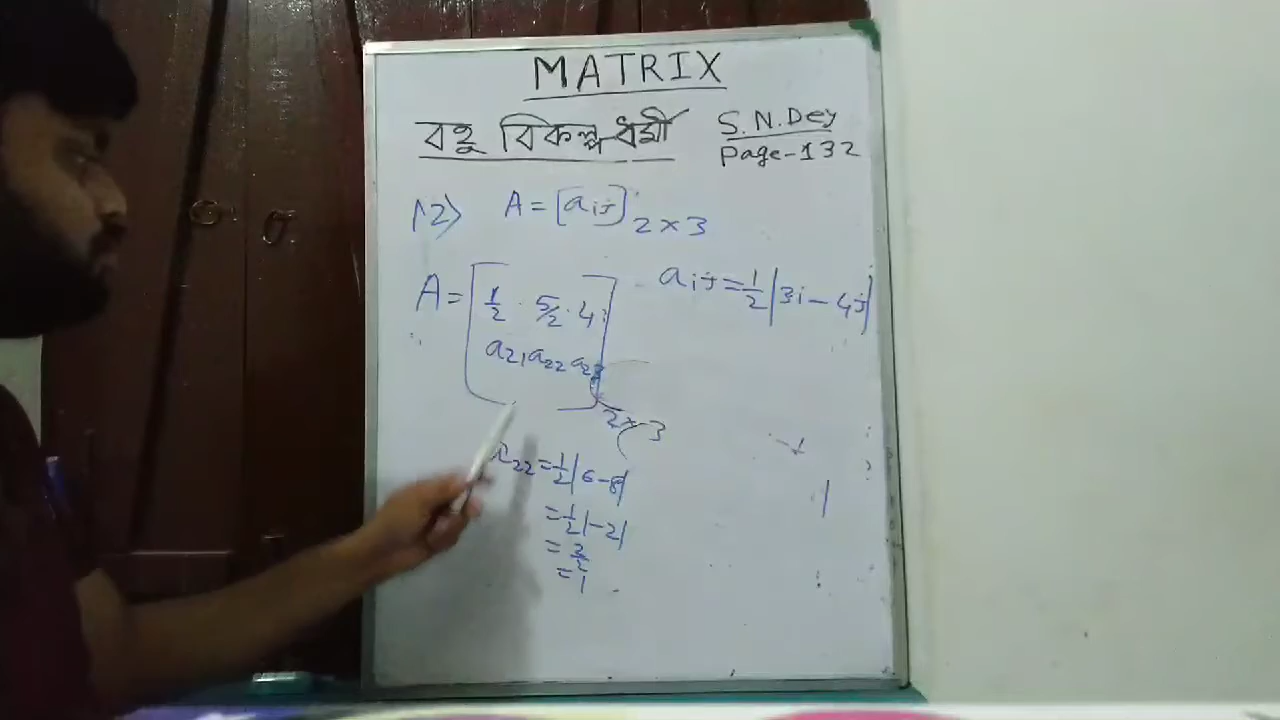 MATRIX
বহু বিকল্প ধর্মী
S.N.Dey
Page-132
12> A = [aij] 2×3
A = [1/2 5/2 4
a21 a22 a23] 2×3
aij = 1/2 |3i - 4j|
a22 = 1/2 |6 - 8|
= 1/2 |-2|
= 2/2
= 1